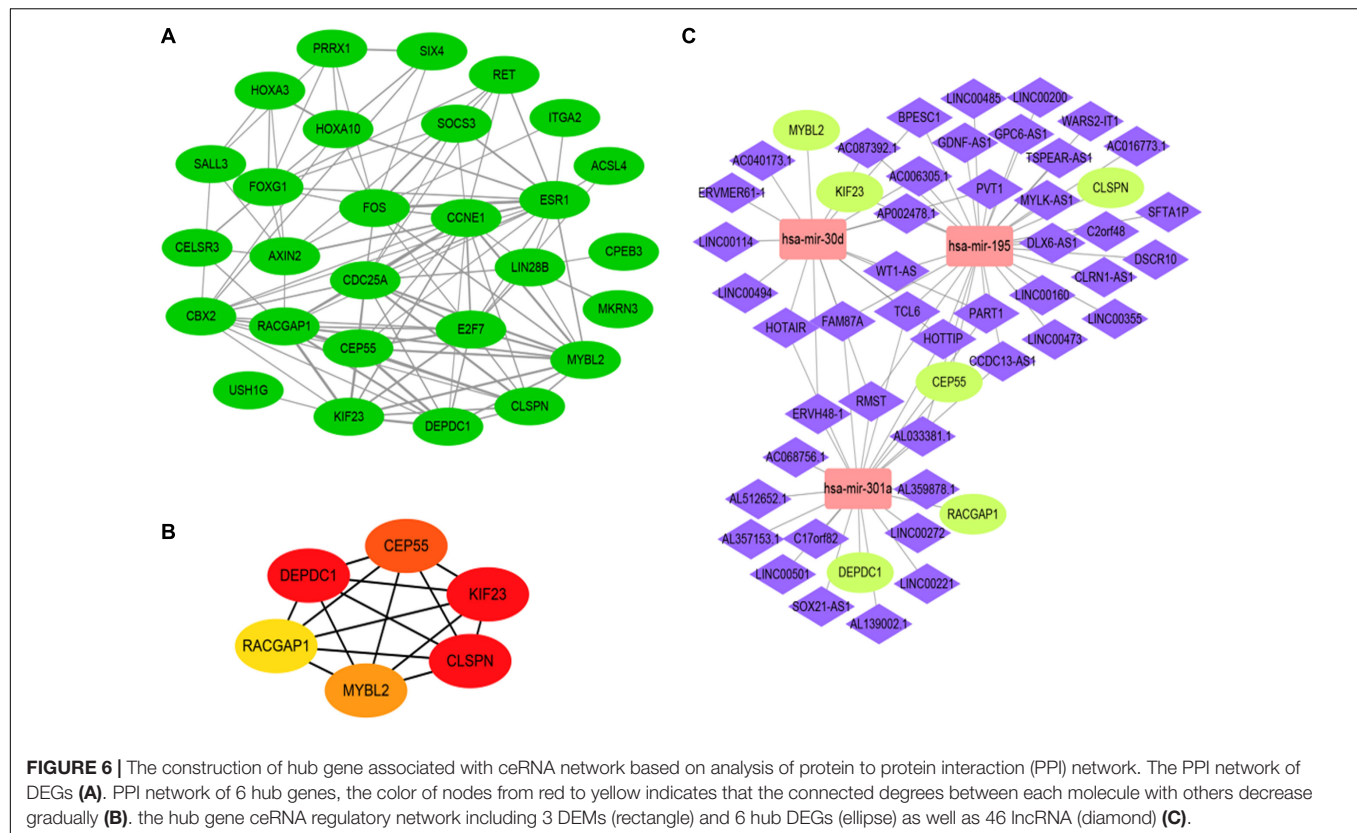 A
PRRX1
SIX4
RET
HOXA3
HOXA10
SOCS3
ITGA2
SALL3
FOXG1
ACSL4
FOS
CCNE1
ESR1
CELSR3
AXIN2
CPEB3
LIN28B
CDC25A
MKRN3
CBX2
RACGAP1
E2F7
CEP55
MYBL2
USH1G
KIF23
DEPDC1
CLSPN
B
CEP55
DEPDC1
KIF23
RACGAP1
CLSPN
MYBL2
C
LINC00485
LINC00200
BPESC1
WARS2-IT1
MYBL2
GDNF-AS1
GPC6-AS1
AC087392.1
TSPEAR-AS1
AC016773.1
AC040173.1
AC006305.1
ERVMER61-1
KIF23
PVT1
CLSPN
MYLK-AS1
AP002478.1
SFTA1P
C2orf48
LINC00114
hsa-mir-30d
hsa-mir-195
DLX6-AS1
DSCR10
WT1-AS
CLRN1-AS1
LINC00494
LINC00160
HOTAIR
FAM87A
TCL6
PART1
LINC00355
HOTTIP
LINC00473
CCDC13-AS1
CEP55
ERVH48-1
RMST
AL033381.1
AC068756.1
hsa-mir-301a
AL359878.1
AL512652.1
RACGAP1
AL357153.1
C17orf82
LINC00272
LINC00501
DEPDC1
LINC00221
SOX21-AS1
AL139002.1
FIGURE 6 | The construction of hub gene associated with ceRNA network based on analysis of protein to protein interaction (PPI) network. The PPI network of
DEGs (A). PPI network of 6 hub genes, the color of nodes from red to yellow indicates that the connected degrees between each molecule with others decrease
gradually (B). the hub gene ceRNA regulatory network including 3 DEMs (rectangle) and 6 hub DEGs (ellipse) as well as 46 lncRNA (diamond) (C).